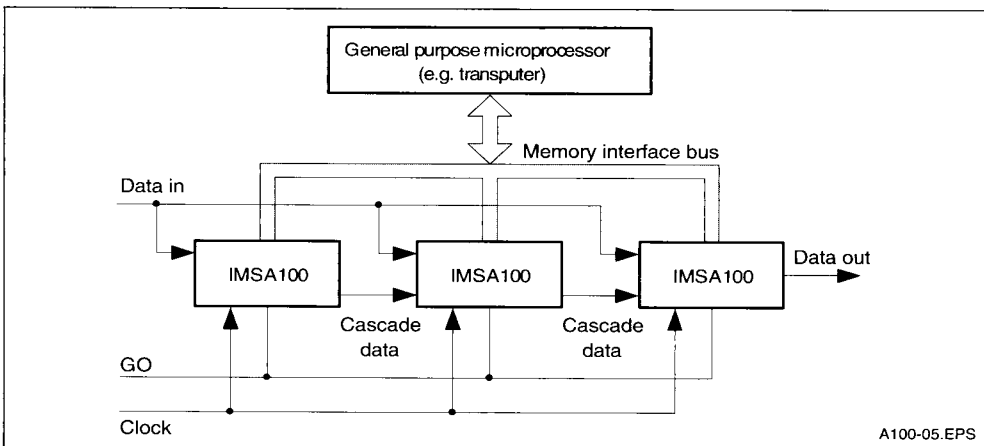 General purpose microprocessor
(e.g. transputer)
Memory interface bus
Data in
IMSA100
IMSA100
IMSA100
Data out
Cascade
data
Cascade
data
GO
Clock
A100-05.EPS